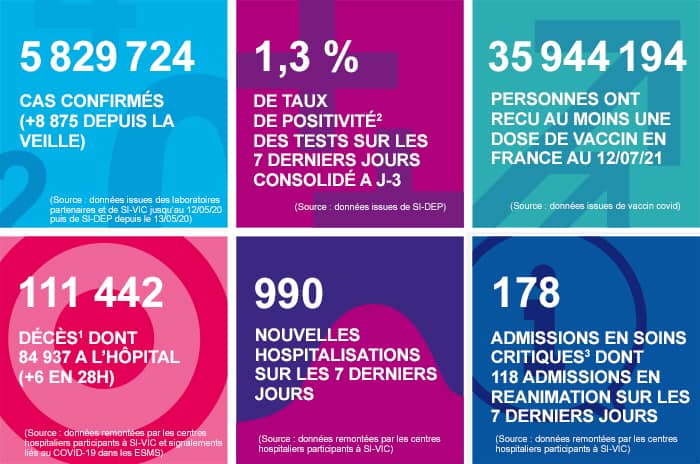 5 829 724
CAS CONFIRMÉS
(+8 875 DEPUIS LA
VEILLE)
(Source : données issues des laboratoires
partenaires et de SI-VIC jusqu'au 12/05/20
puis de SI-DEP depuis le 13/05/20)
1,3 %
DE TAUX
DE POSITIVITÉ²
DES TESTS SUR LES
7 DERNIERS JOURS
CONSOLIDÉ A J-3
(Source : données issues de SI-DEP)
35 944 194
PERSONNES ONT
RECU AU MOINS UNE
DOSE DE VACCIN EN
FRANCE AU 12/07/21
(Source : données issues de vaccin covid)
111 442
DÉCÈS¹ DONT
84 937 A L'HÔPITAL
(+6 EN 28H)
(Source : données remontées par les centres
hospitaliers participants à SI-VIC et signalements
liés au COVID-19 dans les ESMS)
990
NOUVELLES
HOSPITALISATIONS
SUR LES 7 DERNIERS
JOURS
(Source : données remontées par les centres
hospitaliers participants à SI-VIC)
178
ADMISSIONS EN SOINS
CRITIQUES³ DONT
118 ADMISSIONS EN
REANIMATION SUR LES
7 DERNIERS JOURS
(Source : données remontées par les centres
hospitaliers participants à SI-VIC)